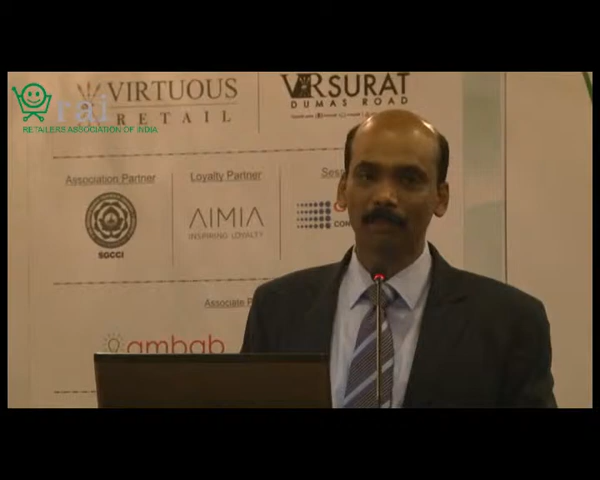 VIRTUOUS
RETAIL
VR SURAT
DUMAS ROAD
rai
RETAILERS ASSOCIATION OF INDIA
Association Partner
Loyalty Partner
SGCCI
AIMIA
INSPIRING LOYALTY
Associate
ambab